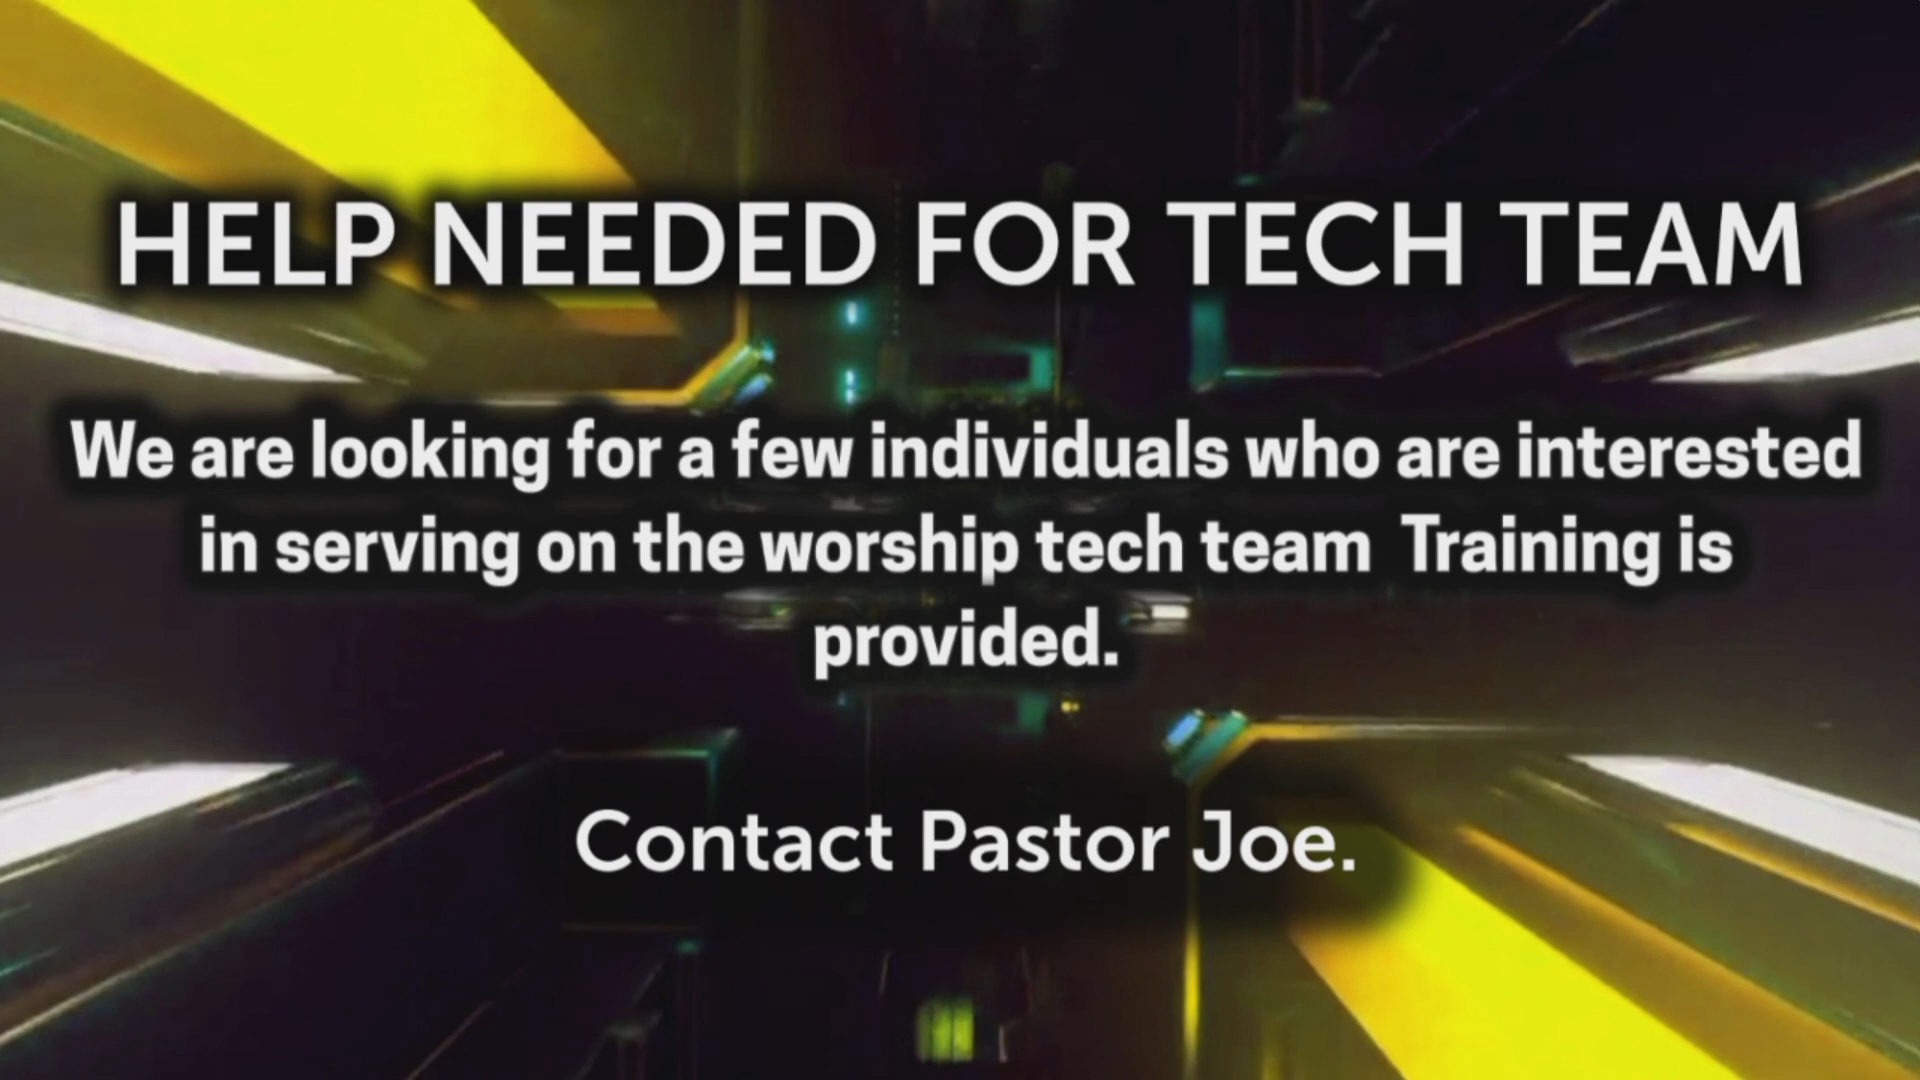 HELP NEEDED FOR TECH TEAM
We are looking for a few individuals who are interested
in serving on the worship tech team  Training is
provided.
Contact Pastor Joe.